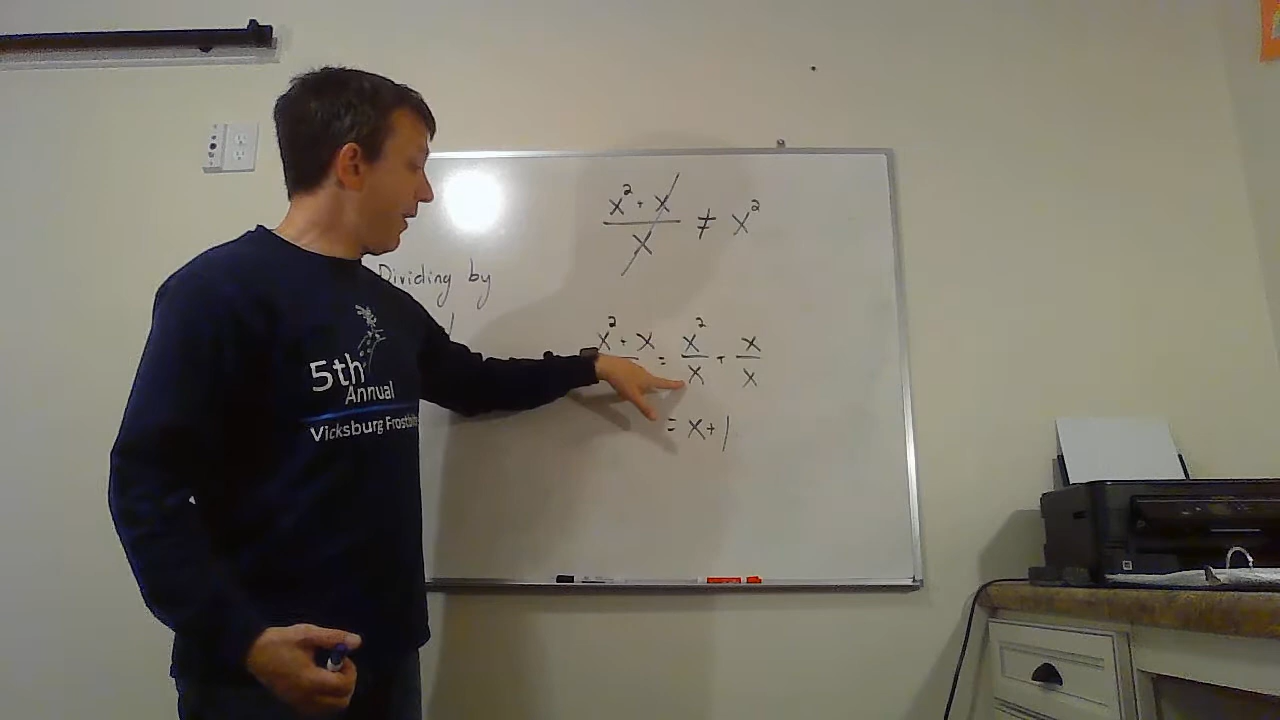 x² + x / x ≠ x²
Dividing by
x² + x = x²/x + x/x
= x + 1
5th
Annual
Vicksburg Frostbite